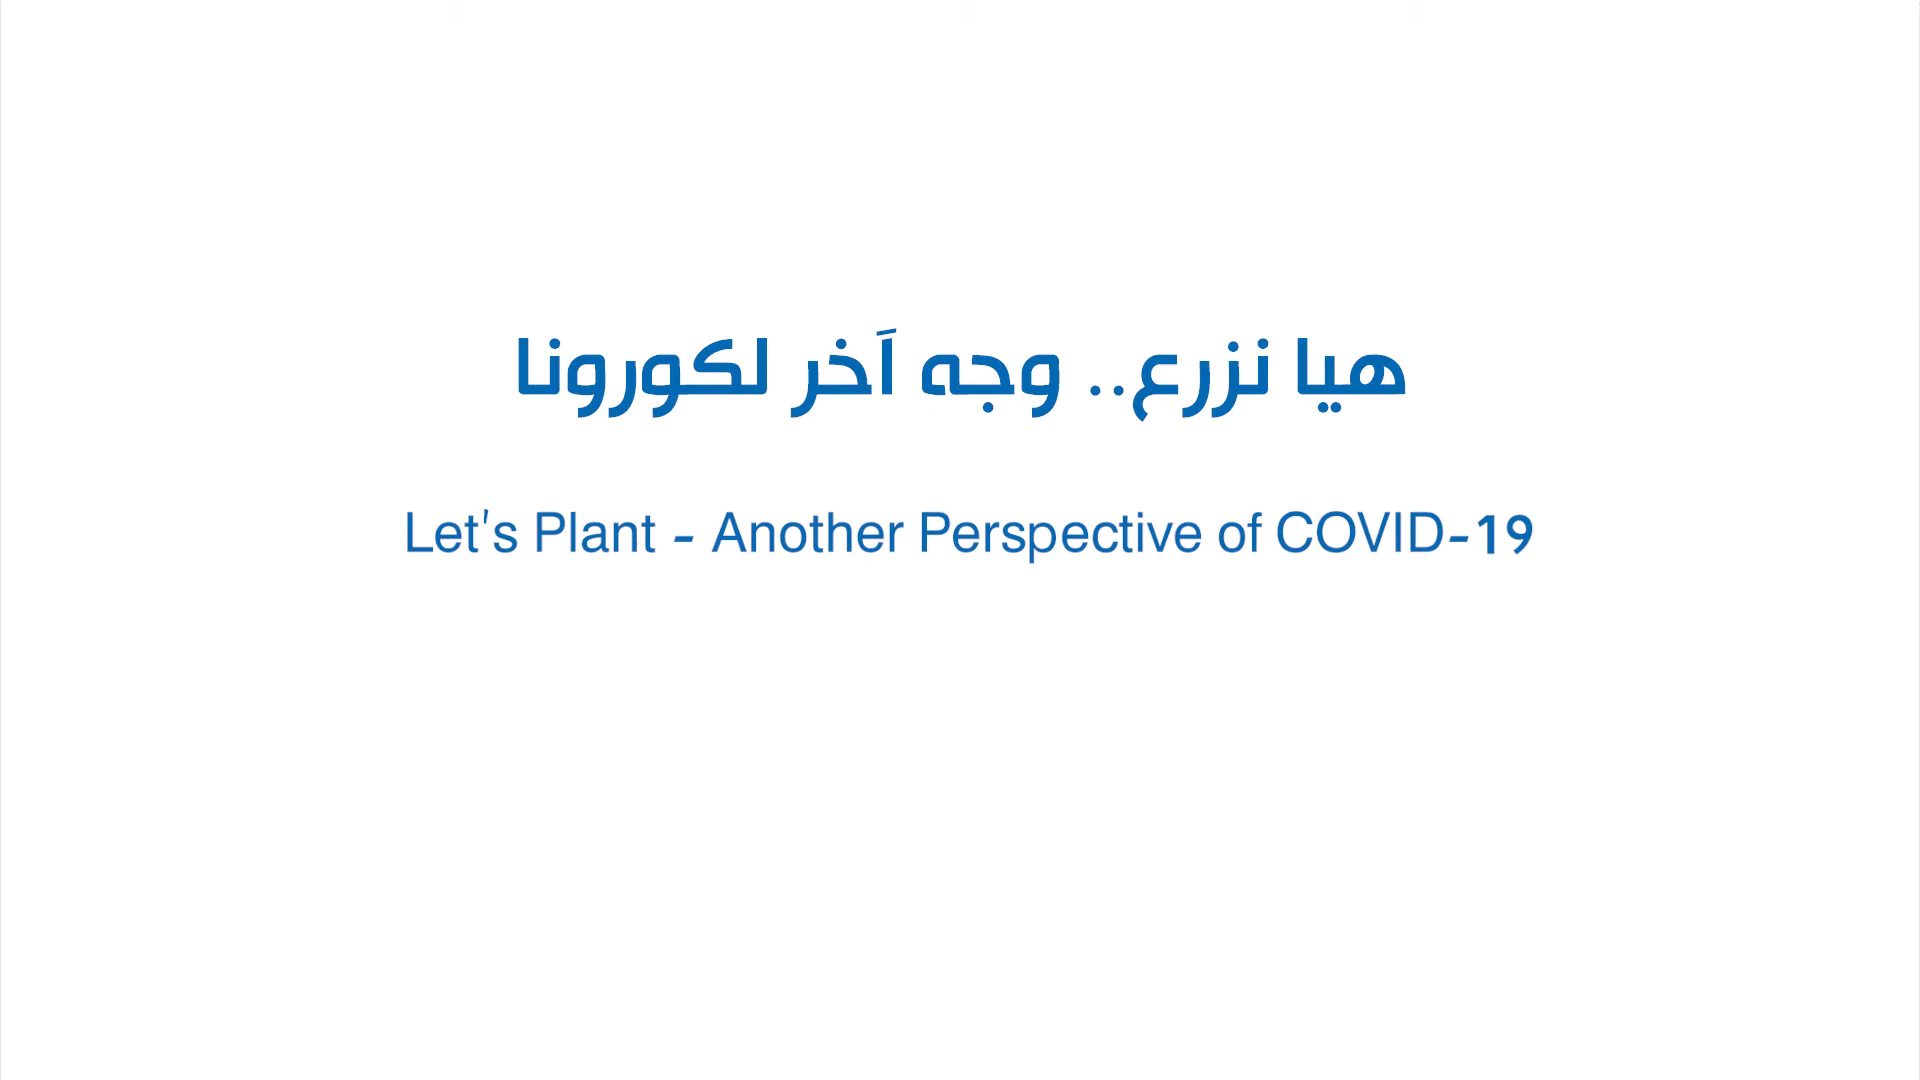 هيا نزرع.. وجه آخر لكورونا
Let's Plant - Another Perspective of COVID-19